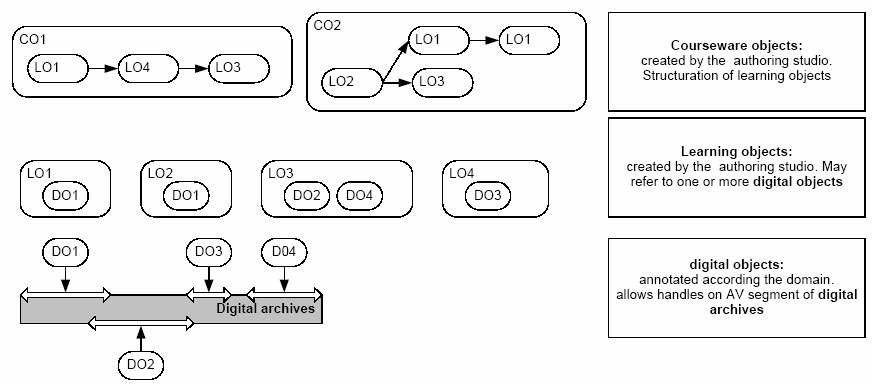 CO1
LO1 LO4 LO3
CO2
LO1 LO1
LO2 LO3
Courseware objects:
created by the authoring studio.
Structuration of learning objects
LO1
DO1
LO2
DO1
LO3
DO2 DO4
LO4
DO3
Learning objects:
created by the authoring studio. May
refer to one or more digital objects
DO1 DO3 D04
Digital archives
DO2
digital objects:
annotated according the domain.
allows handles on AV segment of digital
archives